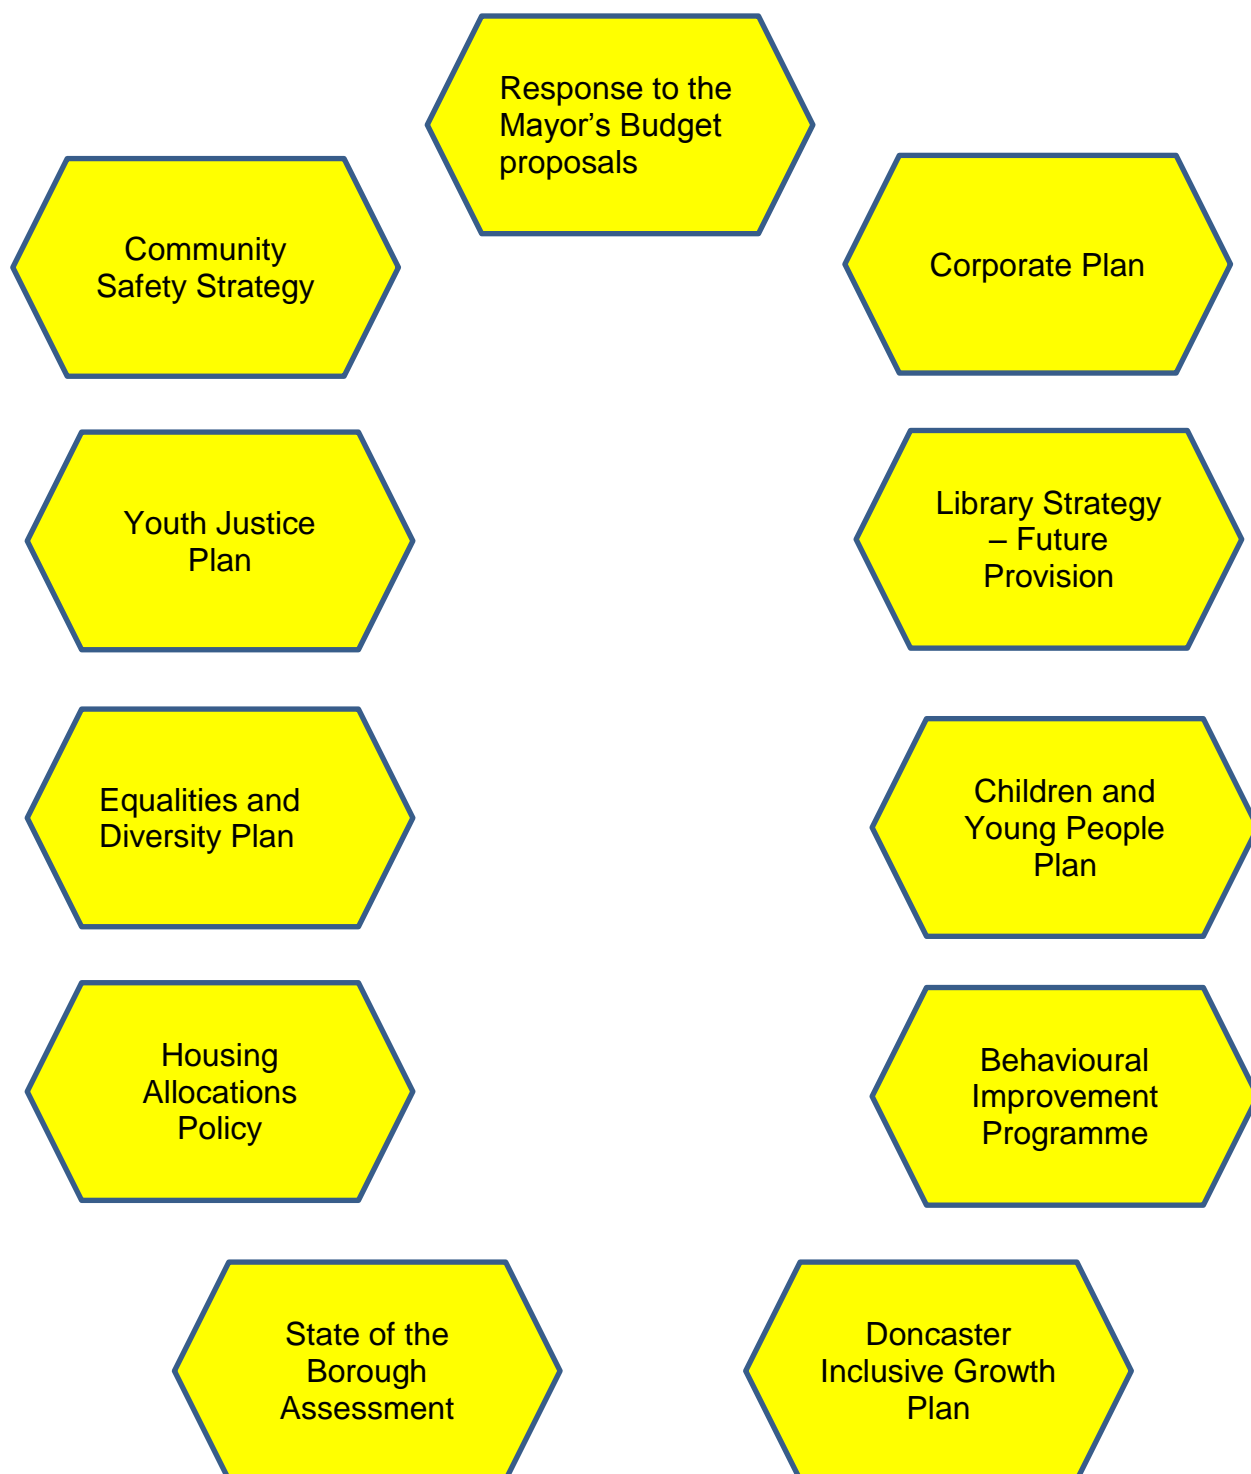 Response to the
Mayor’s Budget
proposals
Community
Safety Strategy
Corporate Plan
Youth Justice
Plan
Library Strategy
– Future
Provision
Equalities and
Diversity Plan
Children and
Young People
Plan
Housing
Allocations
Policy
Behavioural
Improvement
Programme
State of the
Borough
Assessment
Doncaster
Inclusive Growth
Plan